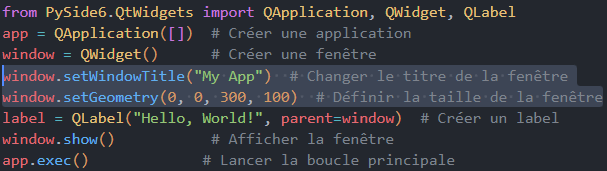 from PySide6.QtWidgets import QApplication, QWidget, QLabel
app = QApplication([])  # Créer une application
window = QWidget()      # Créer une fenêtre
window.setWindowTitle("My App")  # Changer le titre de la fenêtre
window.setGeometry(0, 0, 300, 100)  # Définir la taille de la fenêtre
label = QLabel("Hello, World!", parent=window)  # Créer un label
window.show()           # Afficher la fenêtre
app.exec()              # Lancer la boucle principale